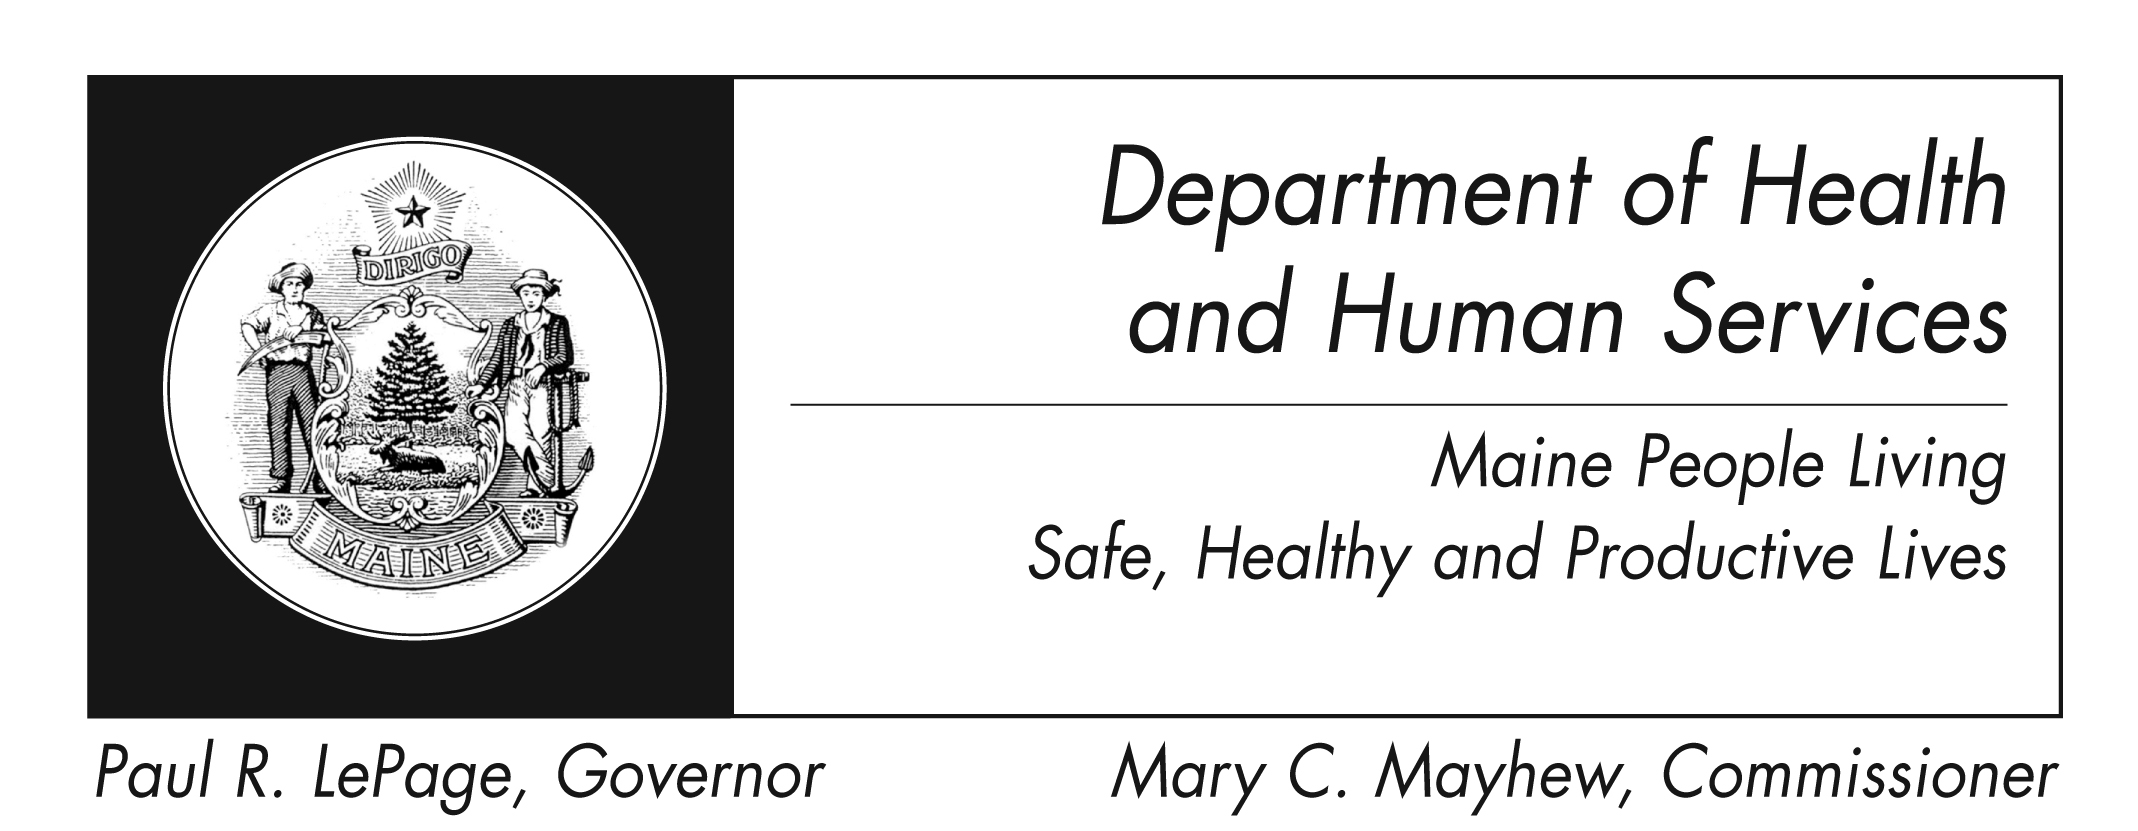 DIRIGO
MAINE
Department of Health
and Human Services
Maine People Living
Safe, Healthy and Productive Lives
Paul R. LePage, Governor
Mary C. Mayhew, Commissioner